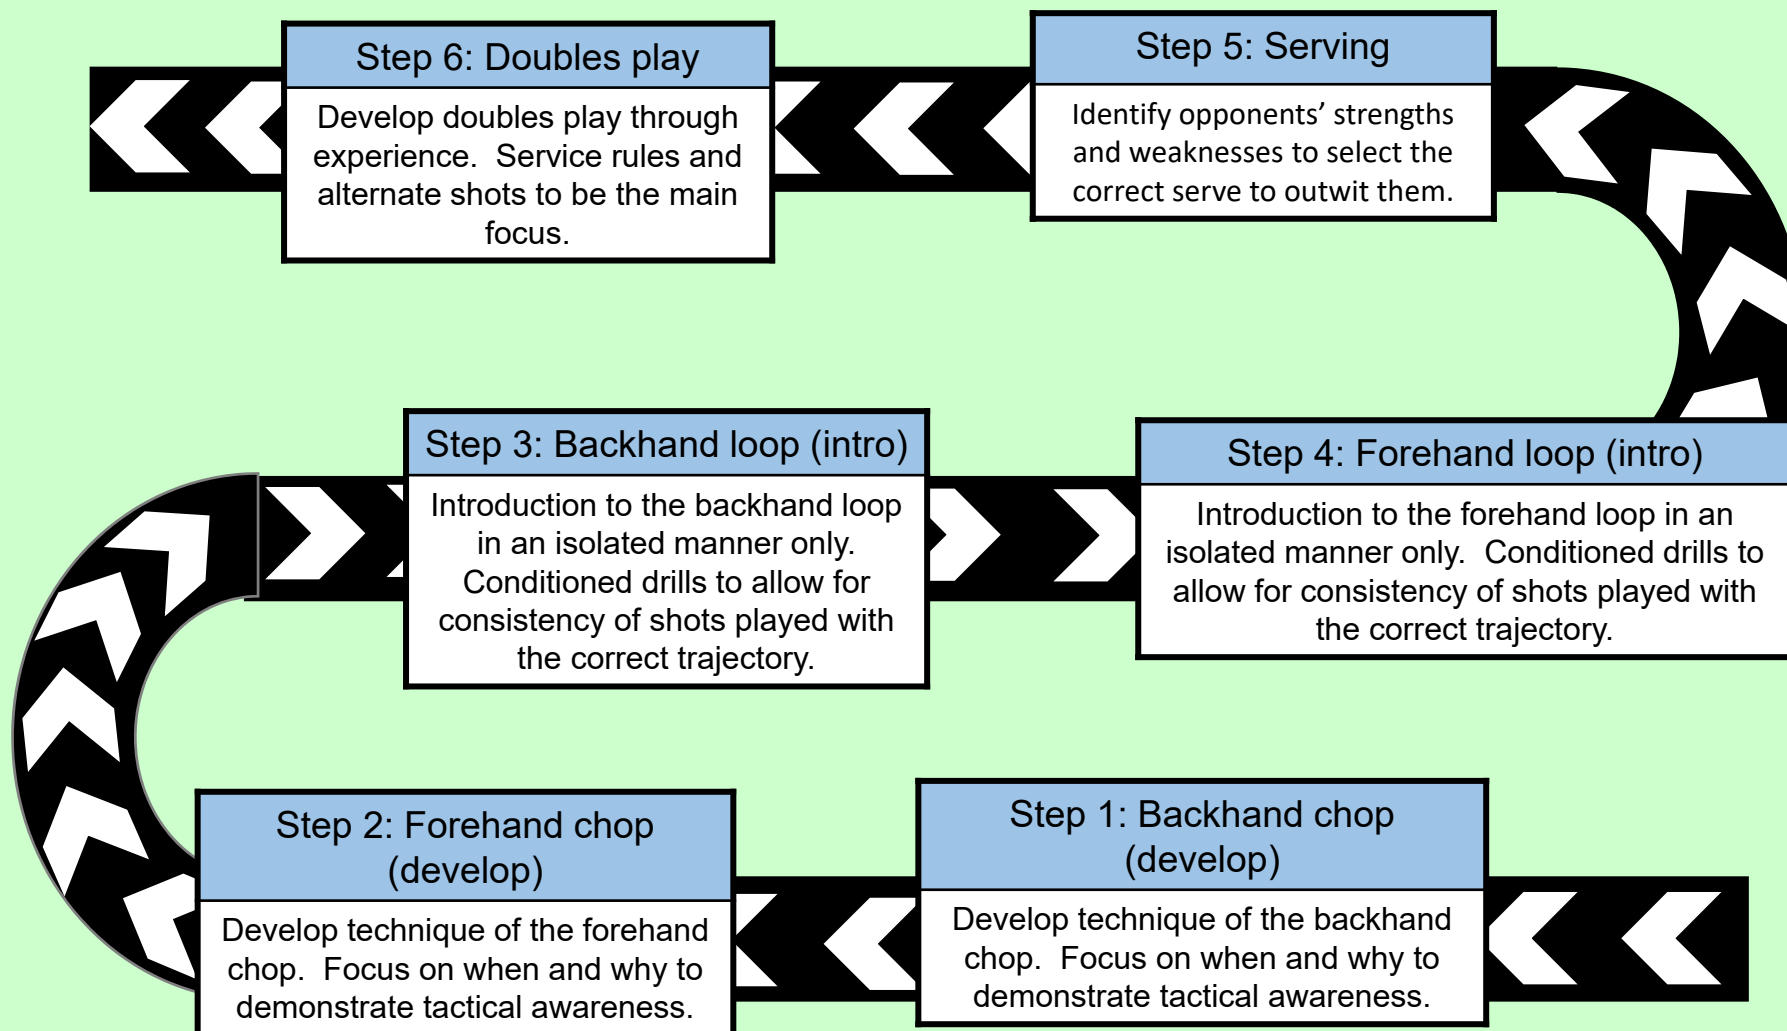 Step 6: Doubles play
Develop doubles play through
experience.  Service rules and
alternate shots to be the main
focus.
Step 5: Serving
Identify opponents’ strengths
and weaknesses to select the
correct serve to outwit them.
Step 3: Backhand loop (intro)
Introduction to the backhand loop
in an isolated manner only.
Conditioned drills to allow for
consistency of shots played with
the correct trajectory.
Step 4: Forehand loop (intro)
Introduction to the forehand loop in an
isolated manner only.  Conditioned drills to
allow for consistency of shots played with
the correct trajectory.
Step 2: Forehand chop
(develop)
Develop technique of the forehand
chop.  Focus on when and why to
demonstrate tactical awareness.
Step 1: Backhand chop
(develop)
Develop technique of the backhand
chop.  Focus on when and why to
demonstrate tactical awareness.